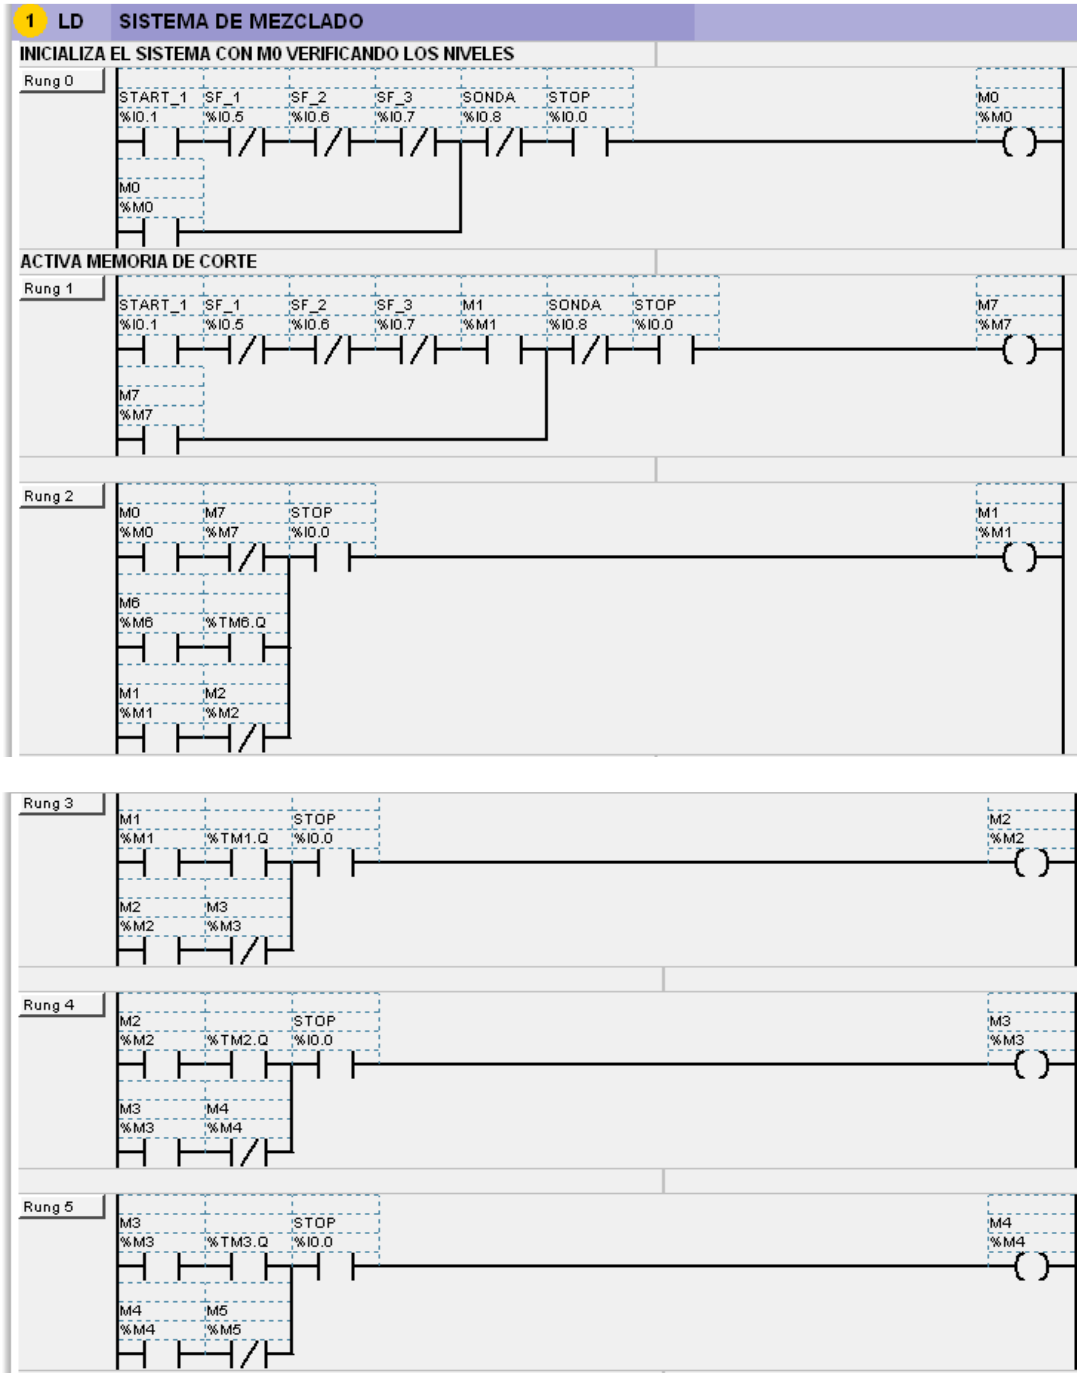 1 LD SISTEMA DE MEZCLADO
INICIALIZA EL SISTEMA CON M0 VERIFICANDO LOS NIVELES
Rung 0
START_1 SF_1 SF_2 SF_3 SONDA STOP M0
%I0.1 %I0.5 %I0.6 %I0.7 %I0.8 %I0.0 %M0
M0
%M0
ACTIVA MEMORIA DE CORTE
Rung 1
START_1 SF_1 SF_2 SF_3 M1 SONDA STOP M7
%I0.1 %I0.5 %I0.6 %I0.7 %M1 %I0.8 %I0.0 %M7
M7
%M7
Rung 2
M0 M7 STOP M1
%M0 %M7 %I0.0 %M1
M6
%M6 %TM6.Q
M1 M2
%M1 %M2
Rung 3
M1 STOP M2
%M1 %TM1.Q %I0.0 %M2
M2 M3
%M2 %M3
Rung 4
M2 STOP M3
%M2 %TM2.Q %I0.0 %M3
M3 M4
%M3 %M4
Rung 5
M3 STOP M4
%M3 %TM3.Q %I0.0 %M4
M4 M5
%M4 %M5